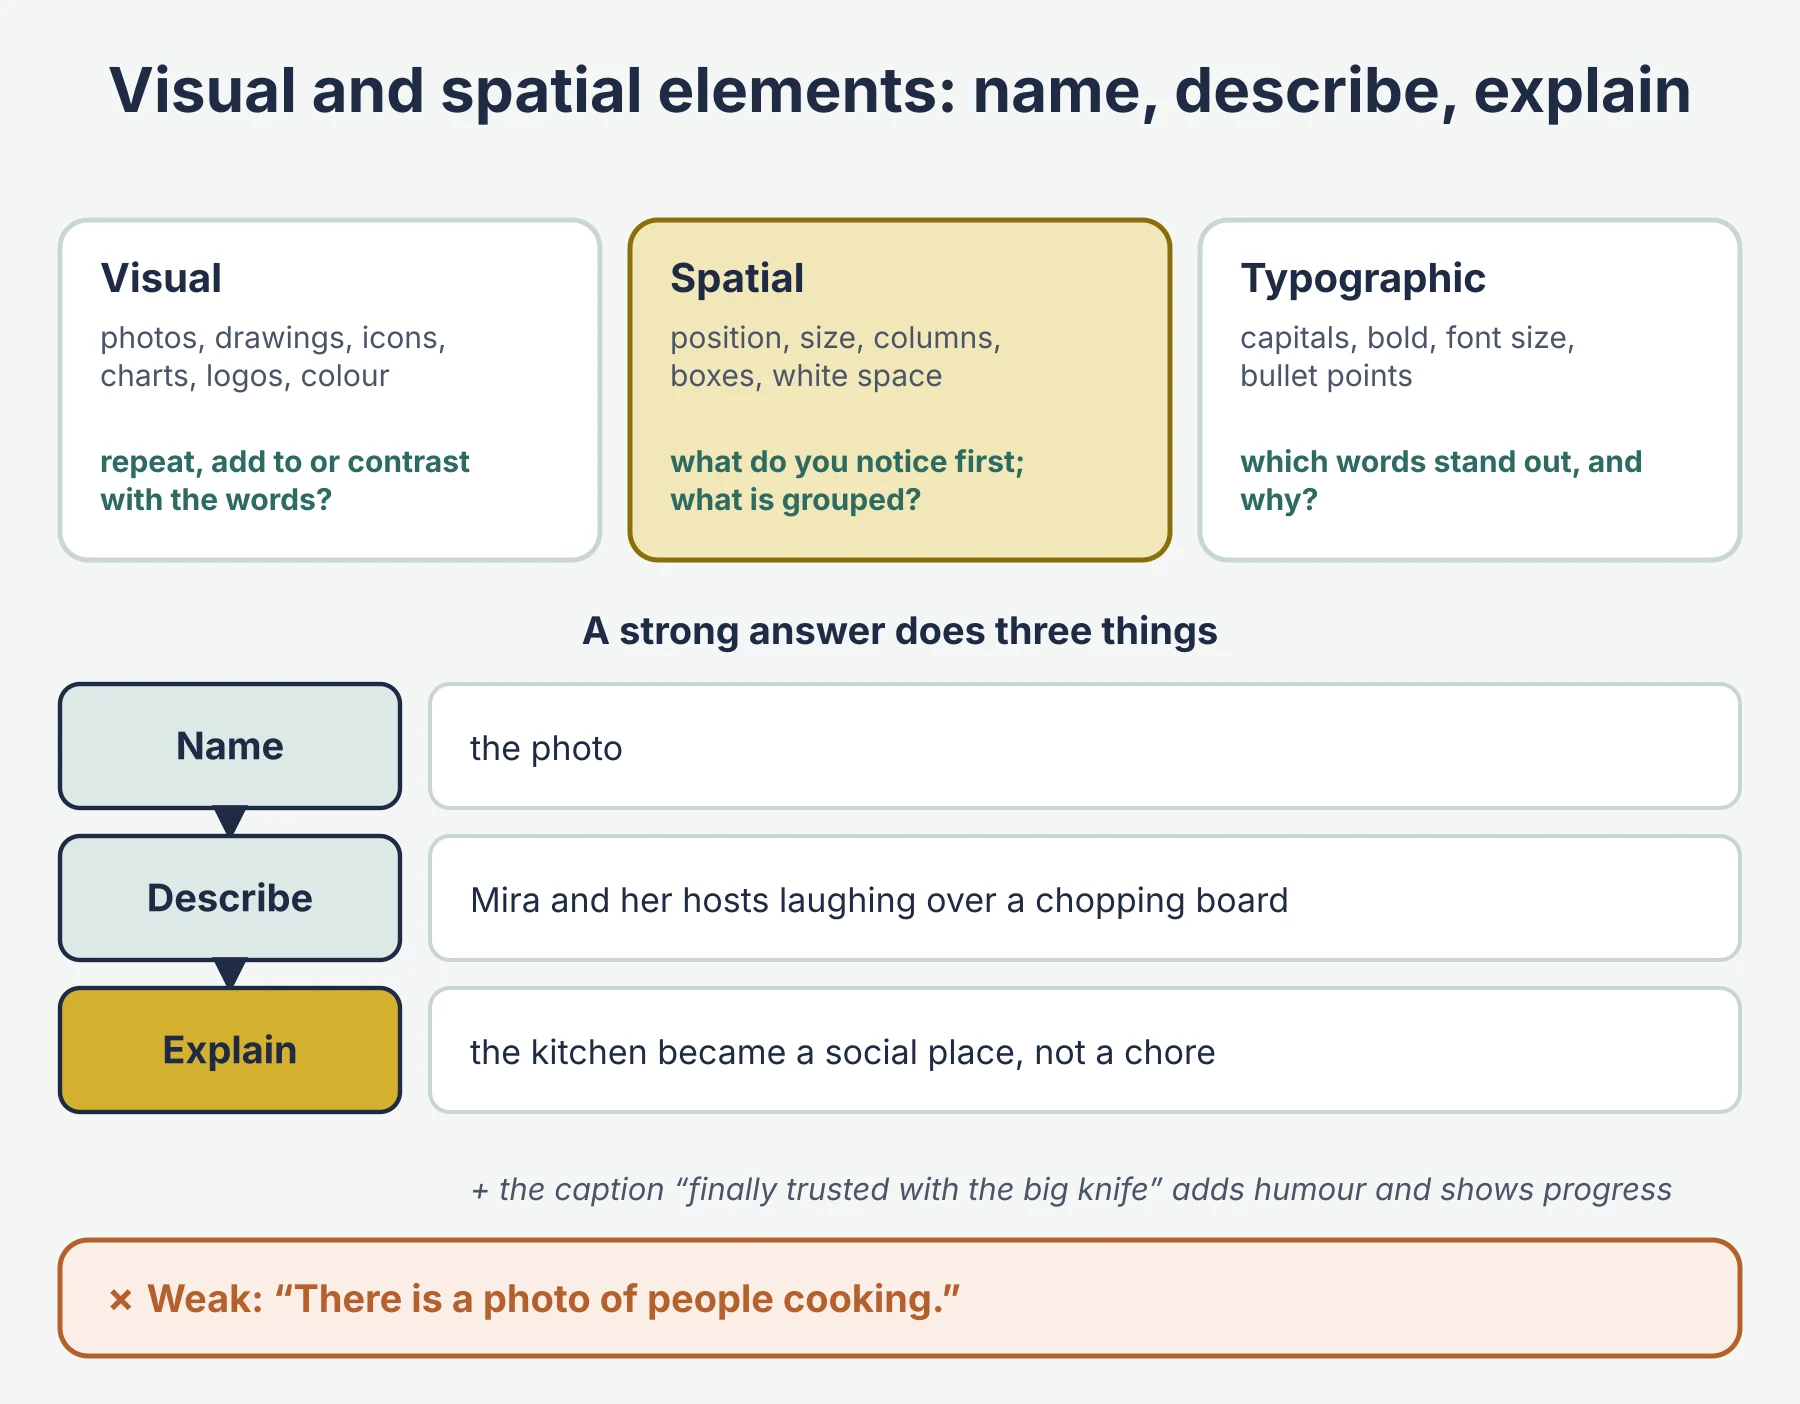 Visual and spatial elements: name, describe, explain
Visual
photos, drawings, icons,
charts, logos, colour
repeat, add to or contrast
with the words?
Spatial
position, size, columns,
boxes, white space
what do you notice first;
what is grouped?
Typographic
capitals, bold, font size,
bullet points
which words stand out, and
why?
A strong answer does three things
Name
the photo
Describe
Mira and her hosts laughing over a chopping board
Explain
the kitchen became a social place, not a chore
+ the caption “finally trusted with the big knife” adds humour and shows progress
× Weak: “There is a photo of people cooking.”